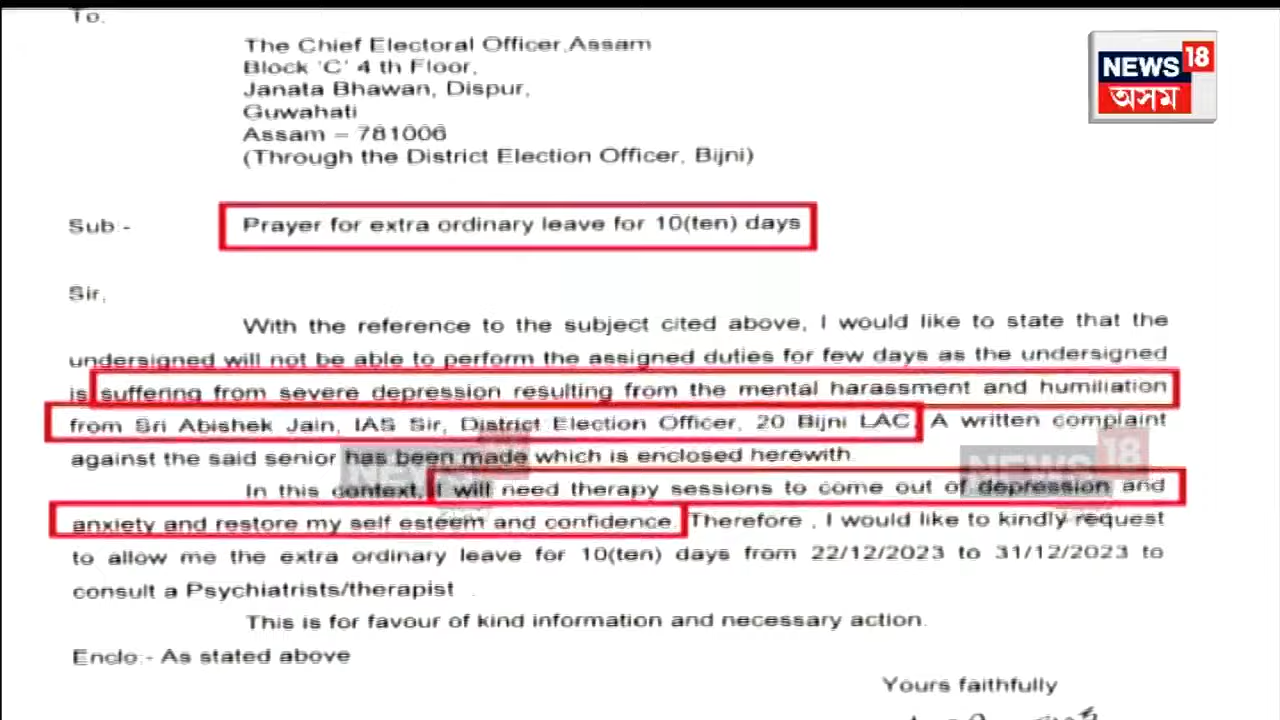 To.
The Chief Electoral Officer,Assam
Block 'C' 4 th Floor,
Janata Bhawan, Dispur,
Guwahati
Assam – 781006
(Through the District Election Officer, Bijni)
NEWS 18
অসম
Sub:- Prayer for extra ordinary leave for 10(ten) days
Sir,
With the reference to the subject cited above, I would like to state that the
undersigned will not be able to perform the assigned duties for few days as the undersigned
is suffering from severe depression resulting from the mental harassment and humiliation
from Sri Abishek Jain, IAS Sir, District Election Officer, 20 Bijni LAC. A written complaint
against the said senior has been made which is enclosed herewith.
In this context, I will need therapy sessions to come out of depression and
anxiety and restore my self esteem and confidence. Therefore , I would like to kindly request
to allow me the extra ordinary leave for 10(ten) days from 22/12/2023 to 31/12/2023 to
consult a Psychiatrists/therapist .
This is for favour of kind information and necessary action.
Enclo:- As stated above
Yours faithfully
NEWS 18
NEWS 18